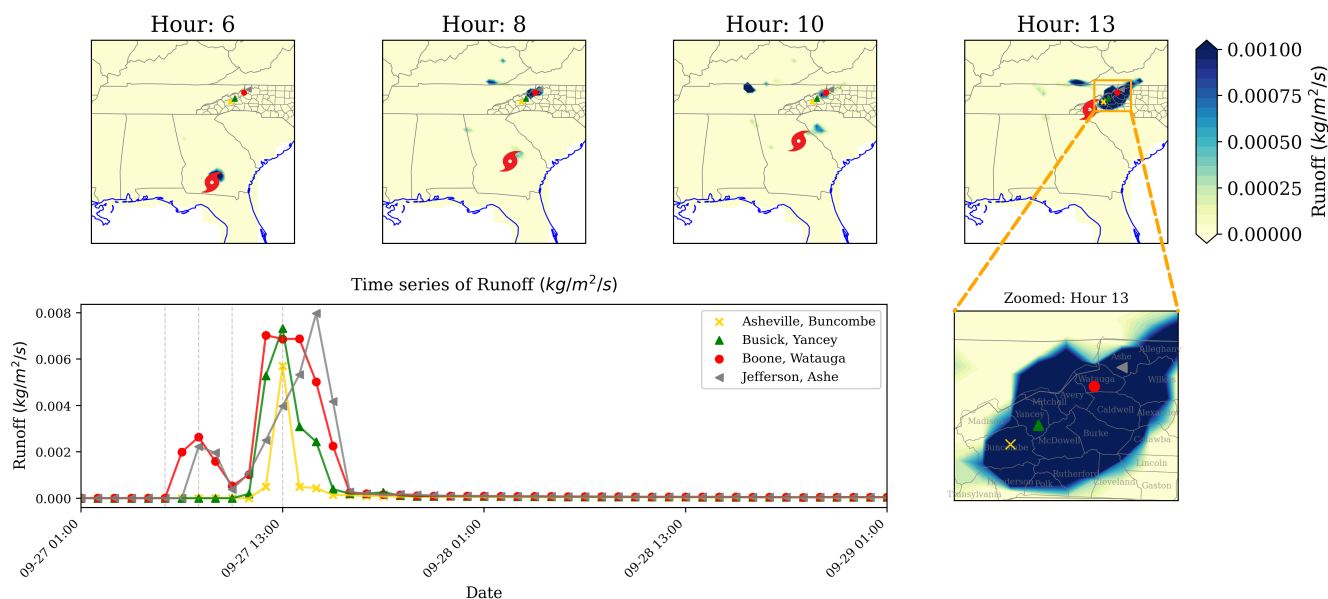 Hour: 6
Hour: 8
Hour: 10
Hour: 13
0.00100
0.00075
0.00050
0.00025
0.00000
Runoff (kg/m²/s)
Time series of Runoff (kg/m²/s)
0.008
0.006
0.004
0.002
0.000
Runoff (kg/m²/s)
Asheville, Buncombe
Busick, Yancey
Boone, Watauga
Jefferson, Ashe
09-27 01:00
09-27 13:00
09-28 01:00
09-28 13:00
09-29 01:00
Date
Zoomed: Hour 13
Alleghany
Ashe
Watauga
Wilkes
Avery
Mitchell
Caldwell
Alexander
Yancey
Madison
Burke
McDowell
Catawba
Buncombe
Lincoln
Rutherford
Henderson
Polk
Cleveland
Gaston
Transylvania